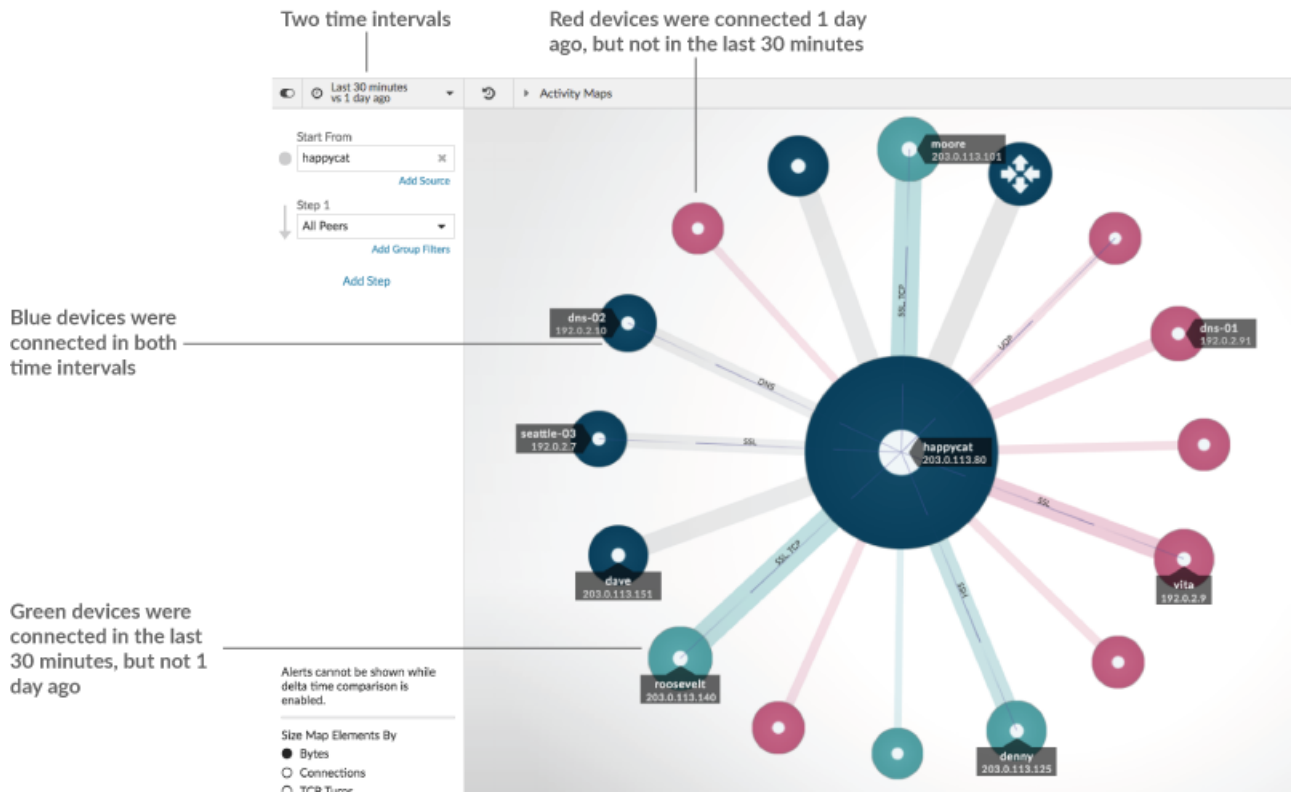 Two time intervals
Red devices were connected 1 day
ago, but not in the last 30 minutes
Last 30 minutes
vs 1 day ago
Activity Maps
Start From
happycat
Add Source
Step 1
All Peers
Add Group Filters
Add Step
Blue devices were
connected in both
time intervals
Green devices were
connected in the last
30 minutes, but not 1
day ago
Alerts cannot be shown while
delta time comparison is
enabled.
Size Map Elements By
Bytes
Connections
TCP Turns
moore
203.0.113.101
SSL, TCP
UDP
dns-01
192.0.2.91
dns-02
192.0.2.10
DNS
seattle-03
192.0.2.7
SSL
happycat
203.0.113.80
SSL
vita
192.0.2.9
dave
203.0.113.151
SSL, TCP
SSH
roosevelt
203.0.113.140
denny
203.0.113.125